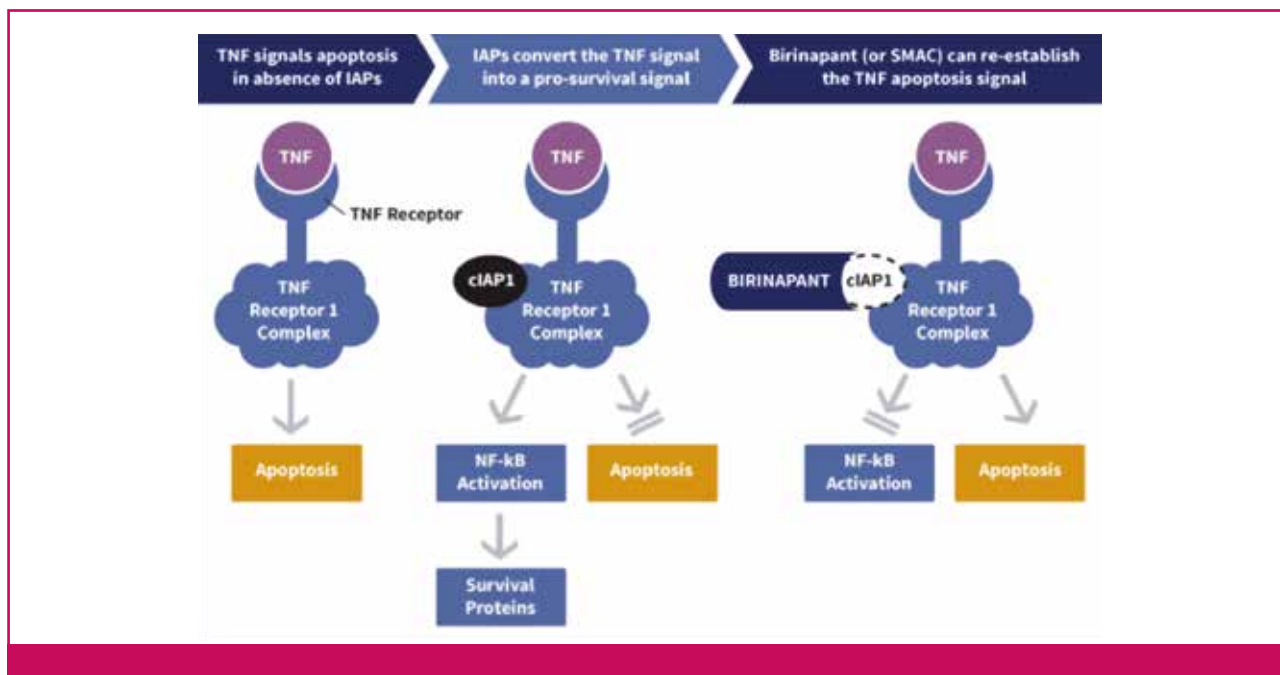 TNF signals apoptosis
in absence of IAPs
IAPs convert the TNF signal
into a pro-survival signal
Birinapant (or SMAC) can re-establish
the TNF apoptosis signal
TNF
TNF Receptor
TNF
Receptor 1
Complex
Apoptosis
TNF
cIAP1
TNF
Receptor 1
Complex
NF-kB
Activation
Apoptosis
Survival
Proteins
TNF
BIRINAPANT
cIAP1
TNF
Receptor 1
Complex
NF-kB
Activation
Apoptosis